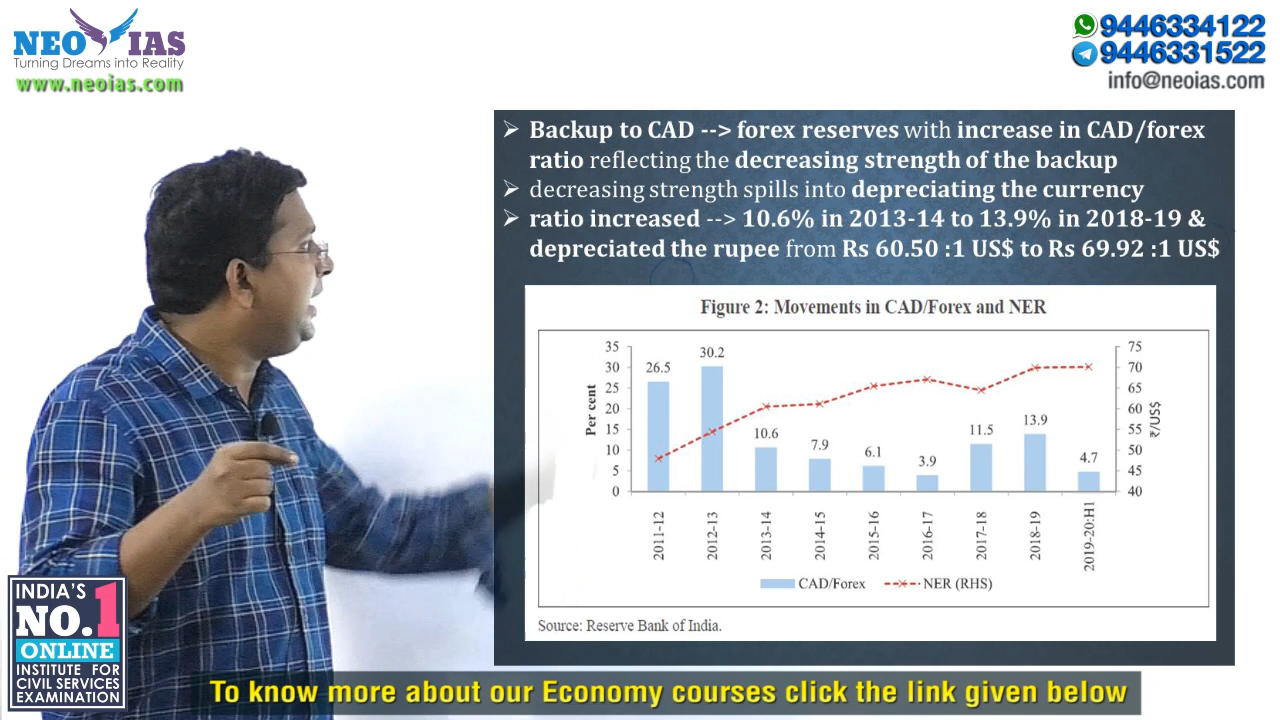 NEO IAS
Turning Dreams into Reality
www.neoias.com
9446334122
9446331522
info@neoias.com
➢ Backup to CAD --> forex reserves with increase in CAD/forex
ratio reflecting the decreasing strength of the backup
➢ decreasing strength spills into depreciating the currency
➢ ratio increased --> 10.6% in 2013-14 to 13.9% in 2018-19 &
depreciated the rupee from Rs 60.50 :1 US$ to Rs 69.92 :1 US$
Figure 2: Movements in CAD/Forex and NER
Per cent
35
30
25
20
15
10
5
0
26.5
30.2
10.6
7.9
6.1
3.9
11.5
13.9
4.7
75
70
65
60
55
50
45
40
₹/US$
2011-12
2012-13
2013-14
2014-15
2015-16
2016-17
2017-18
2018-19
2019-20:H1
CAD/Forex
NER (RHS)
Source: Reserve Bank of India.
INDIA'S
NO.1
ONLINE
INSTITUTE FOR
CIVIL SERVICES
EXAMINATION
To know more about our Economy courses click the link given below